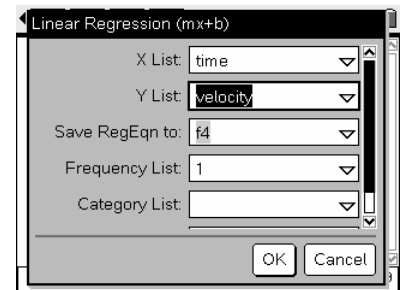 Linear Regression (mx+b)
X List: time
Y List: velocity
Save RegEqn to: f4
Frequency List: 1
Category List:
OK Cancel